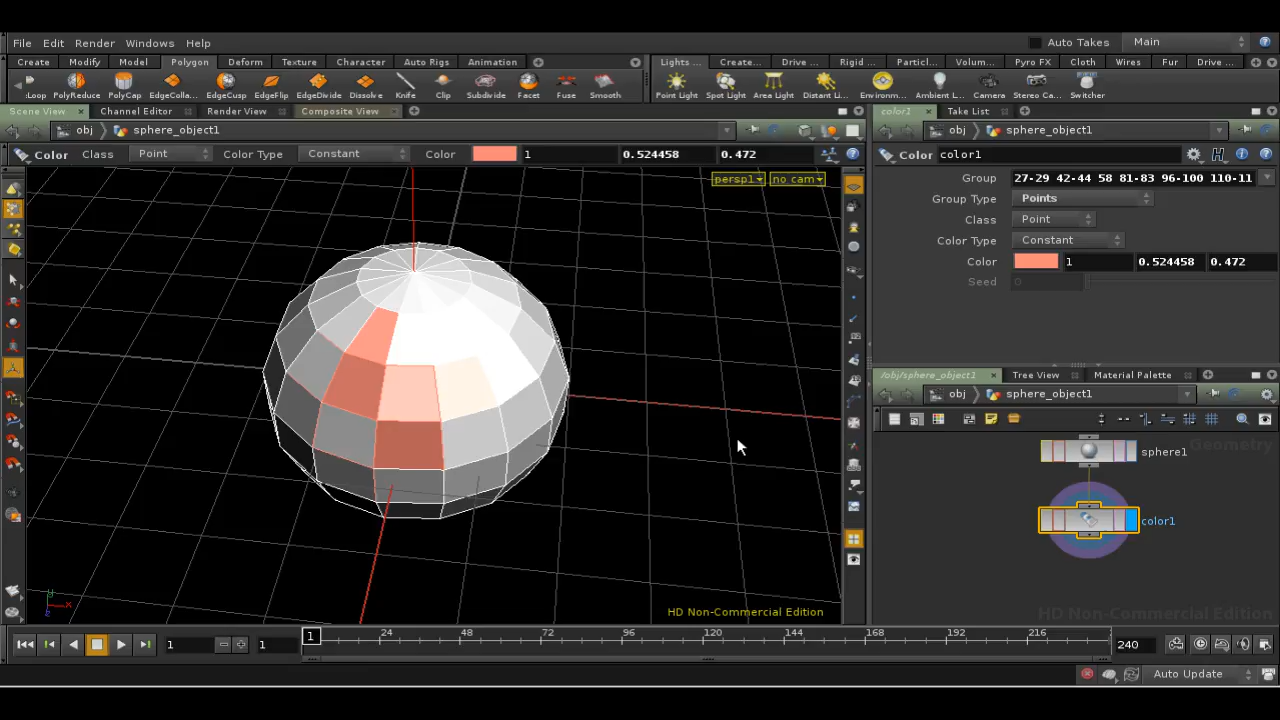 File Edit Render Windows Help
Auto Takes Main
Create Modify Model Polygon Deform Texture Character Auto Rigs Animation
Lights ... Create... Drive ... Rigid ... Particl... Volum... Pyro FX Cloth Wires Fur Drive ...
:Loop PolyReduce PolyCap EdgeColla... EdgeCusp EdgeFlip EdgeDivide Dissolve Knife Clip Subdivide Facet Fuse Smooth
Point Light Spot Light Area Light Distant Li... Environm... Ambient L... Camera Stereo Ca... Switcher
Scene View Channel Editor Render View Composite View
color1 Take List
obj sphere_object1
obj sphere_object1
Color Class Point Color Type Constant Color 1 0.524458 0.472
Color color1
persp1 no cam
Group 27-29 42-44 58 81-83 96-100 110-11
Group Type Points
Class Point
Color Type Constant
Color 1 0.524458 0.472
Seed 0
/obj/sphere_object1 Tree View Material Palette
obj sphere_object1
Geometry
sphere1
color1
y
x
z
HD Non-Commercial Edition
HD Non-Commercial Edition
1 1 1 24 48 72 96 120 144 168 192 216 240
Auto Update